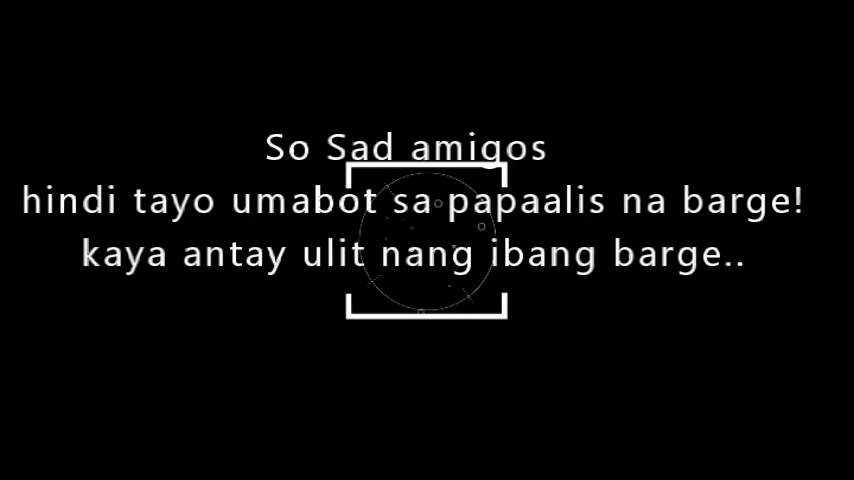 So Sad amigos
hindi tayo umabot sa papaalis na barge!
kaya antay ulit nang ibang barge..